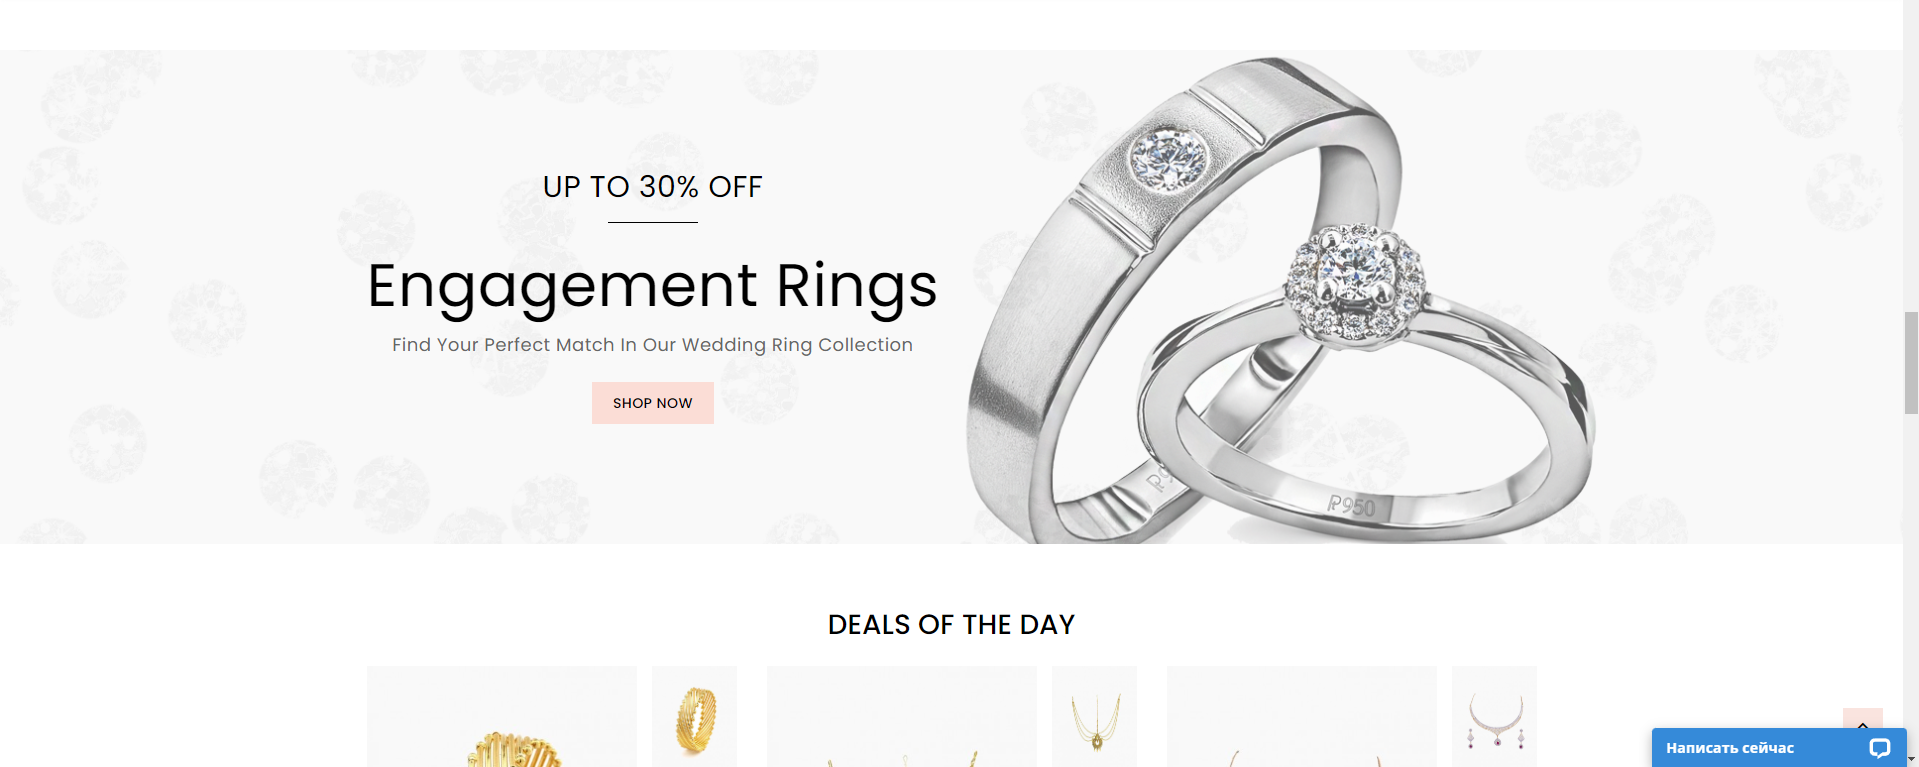 UP TO 30% OFF
Engagement Rings
Find Your Perfect Match In Our Wedding Ring Collection
SHOP NOW
P950
DEALS OF THE DAY
Написать сейчас